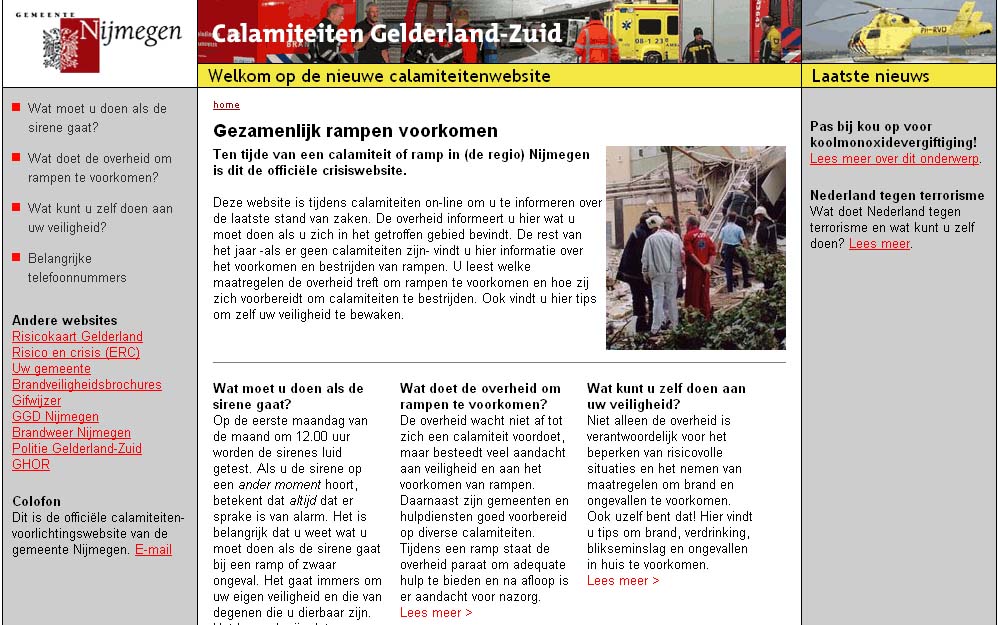 GEMEENTE
Nijmegen
Calamiteiten Gelderland-Zuid
08-123
PH-RVD
Welkom op de nieuwe calamiteitenwebsite
Laatste nieuws
Wat moet u doen als de
sirene gaat?
Wat doet de overheid om
rampen te voorkomen?
Wat kunt u zelf doen aan
uw veiligheid?
Belangrijke
telefoonnummers
Andere websites
Risicokaart Gelderland
Risico en crisis (ERC)
Uw gemeente
Brandveiligheidsbrochures
Gifwijzer
GGD Nijmegen
Brandweer Nijmegen
Politie Gelderland-Zuid
GHOR
Colofon
Dit is de officiële calamiteiten-
voorlichtingswebsite van de
gemeente Nijmegen. E-mail
home
Gezamenlijk rampen voorkomen
Ten tijde van een calamiteit of ramp in (de regio) Nijmegen
is dit de officiële crisiswebsite.
Deze website is tijdens calamiteiten on-line om u te informeren over
de laatste stand van zaken. De overheid informeert u hier wat u
moet doen als u zich in het getroffen gebied bevindt. De rest van
het jaar -als er geen calamiteiten zijn- vindt u hier informatie over
het voorkomen en bestrijden van rampen. U leest welke
maatregelen de overheid treft om rampen te voorkomen en hoe zij
zich voorbereidt om calamiteiten te bestrijden. Ook vindt u hier tips
om zelf uw veiligheid te bewaken.
Wat moet u doen als de
sirene gaat?
Op de eerste maandag van
de maand om 12.00 uur
worden de sirenes luid
getest. Als u de sirene op
een ander moment hoort,
betekent dat altijd dat er
sprake is van alarm. Het is
belangrijk dat u weet wat u
moet doen als de sirene gaat
bij een ramp of zwaar
ongeval. Het gaat immers om
uw eigen veiligheid en die van
degenen die u dierbaar zijn.
Wat doet de overheid om
rampen te voorkomen?
De overheid wacht niet af tot
zich een calamiteit voordoet,
maar besteedt veel aandacht
aan veiligheid en aan het
voorkomen van rampen.
Daarnaast zijn gemeenten en
hulpdiensten goed voorbereid
op diverse calamiteiten.
Tijdens een ramp staat de
overheid paraat om adequate
hulp te bieden en na afloop is
er aandacht voor nazorg.
Lees meer >
Wat kunt u zelf doen aan
uw veiligheid?
Niet alleen de overheid is
verantwoordelijk voor het
beperken van risicovolle
situaties en het nemen van
maatregelen om brand en
ongevallen te voorkomen.
Ook uzelf bent dat! Hier vindt
u tips om brand, verdrinking,
blikseminslag en ongevallen
in huis te voorkomen.
Lees meer >
Pas bij kou op voor
koolmonoxidevergiftiging!
Lees meer over dit onderwerp.
Nederland tegen terrorisme
Wat doet Nederland tegen
terrorisme en wat kunt u zelf
doen? Lees meer.